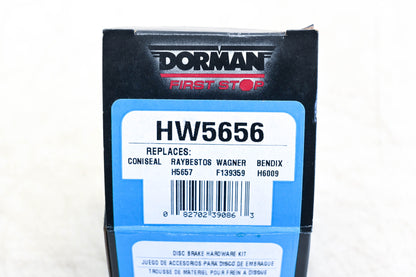 DORMAN
FIRST STOP
HW5656
REPLACES:
CONISEAL RAYBESTOS WAGNER BENDIX
H5657 F139359 H6009
0 82702 39086 3
DISC BRAKE HARDWARE KIT
JUEGO DE ACCESORIOS PARA DISCO DE EMBRAGUE
TROUSSE DE MATERIEL POUR FREIN A DISQUE